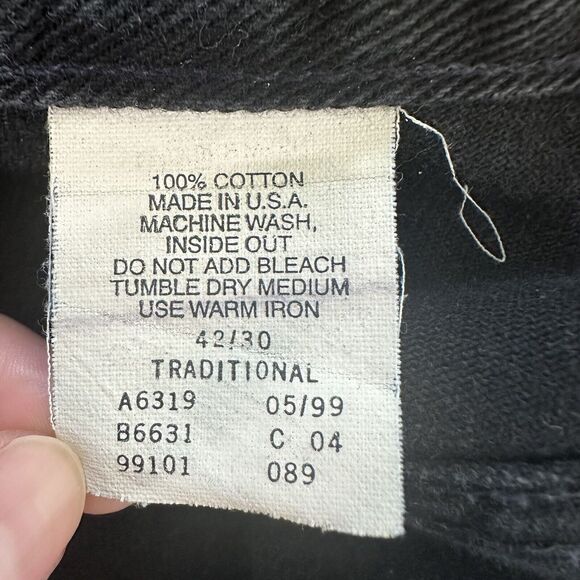 100% COTTON
MADE IN U.S.A.
MACHINE WASH,
INSIDE OUT
DO NOT ADD BLEACH
TUMBLE DRY MEDIUM
USE WARM IRON
42/30
TRADITIONAL
A6319 05/99
B6631 C 04
99101 089